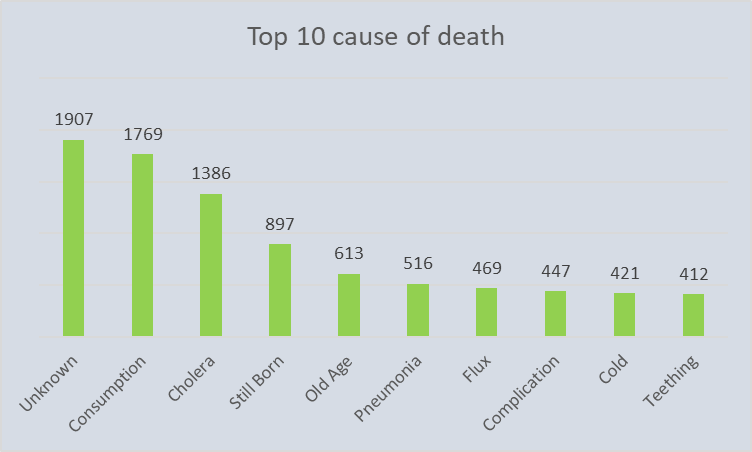 Top 10 cause of death
1907
1769
1386
897
613
516
469
447
421
412
Unknown
Consumption
Cholera
Still Born
Old Age
Pneumonia
Flux
Complication
Cold
Teething